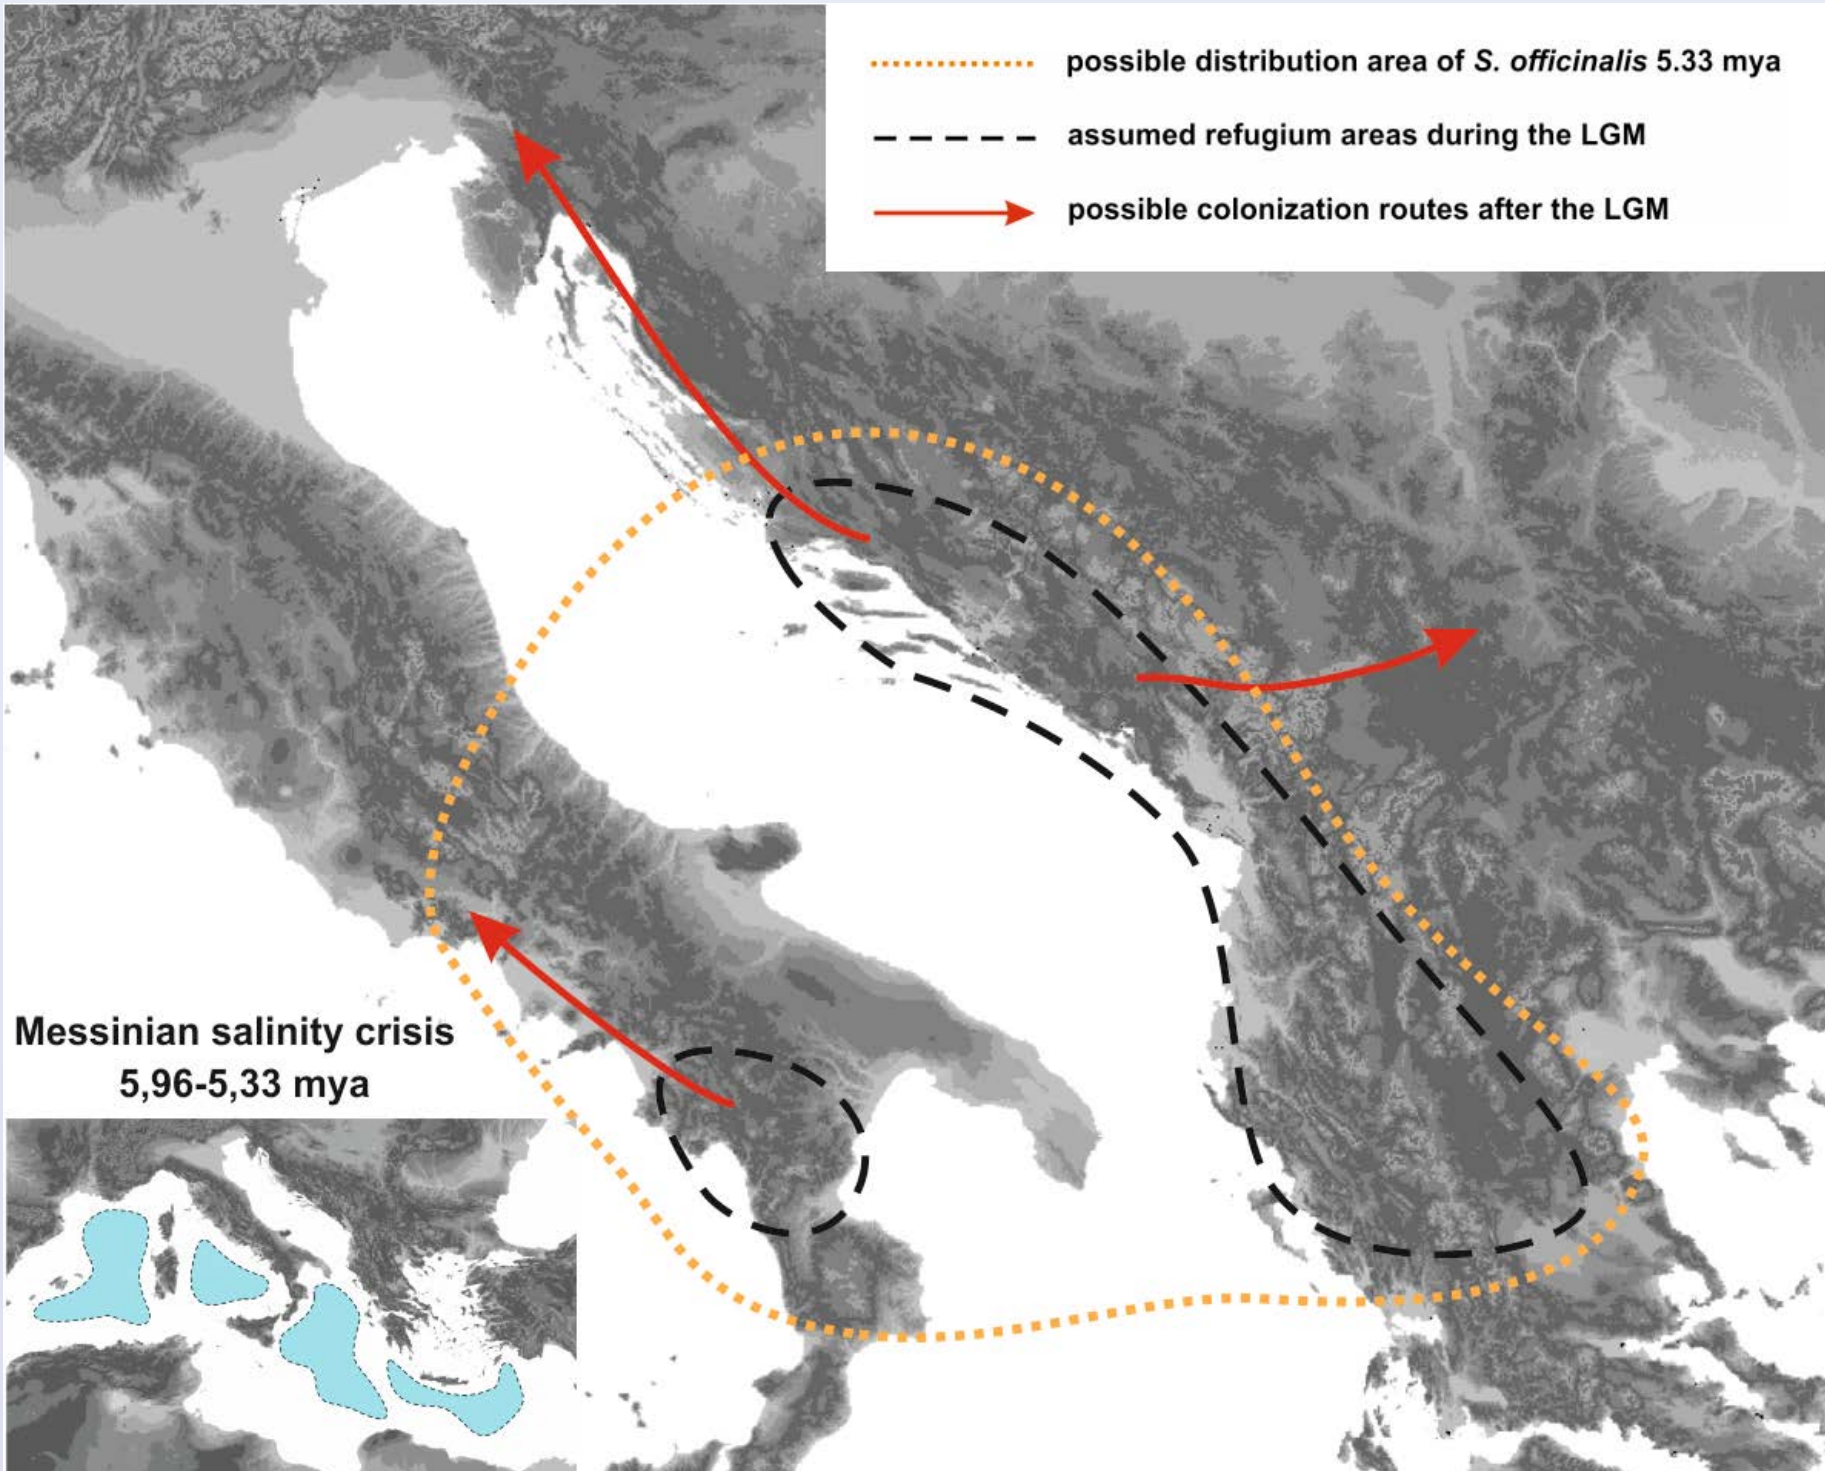 possible distribution area of S. officinalis 5.33 mya
assumed refugium areas during the LGM
possible colonization routes after the LGM
Messinian salinity crisis
5,96-5,33 mya